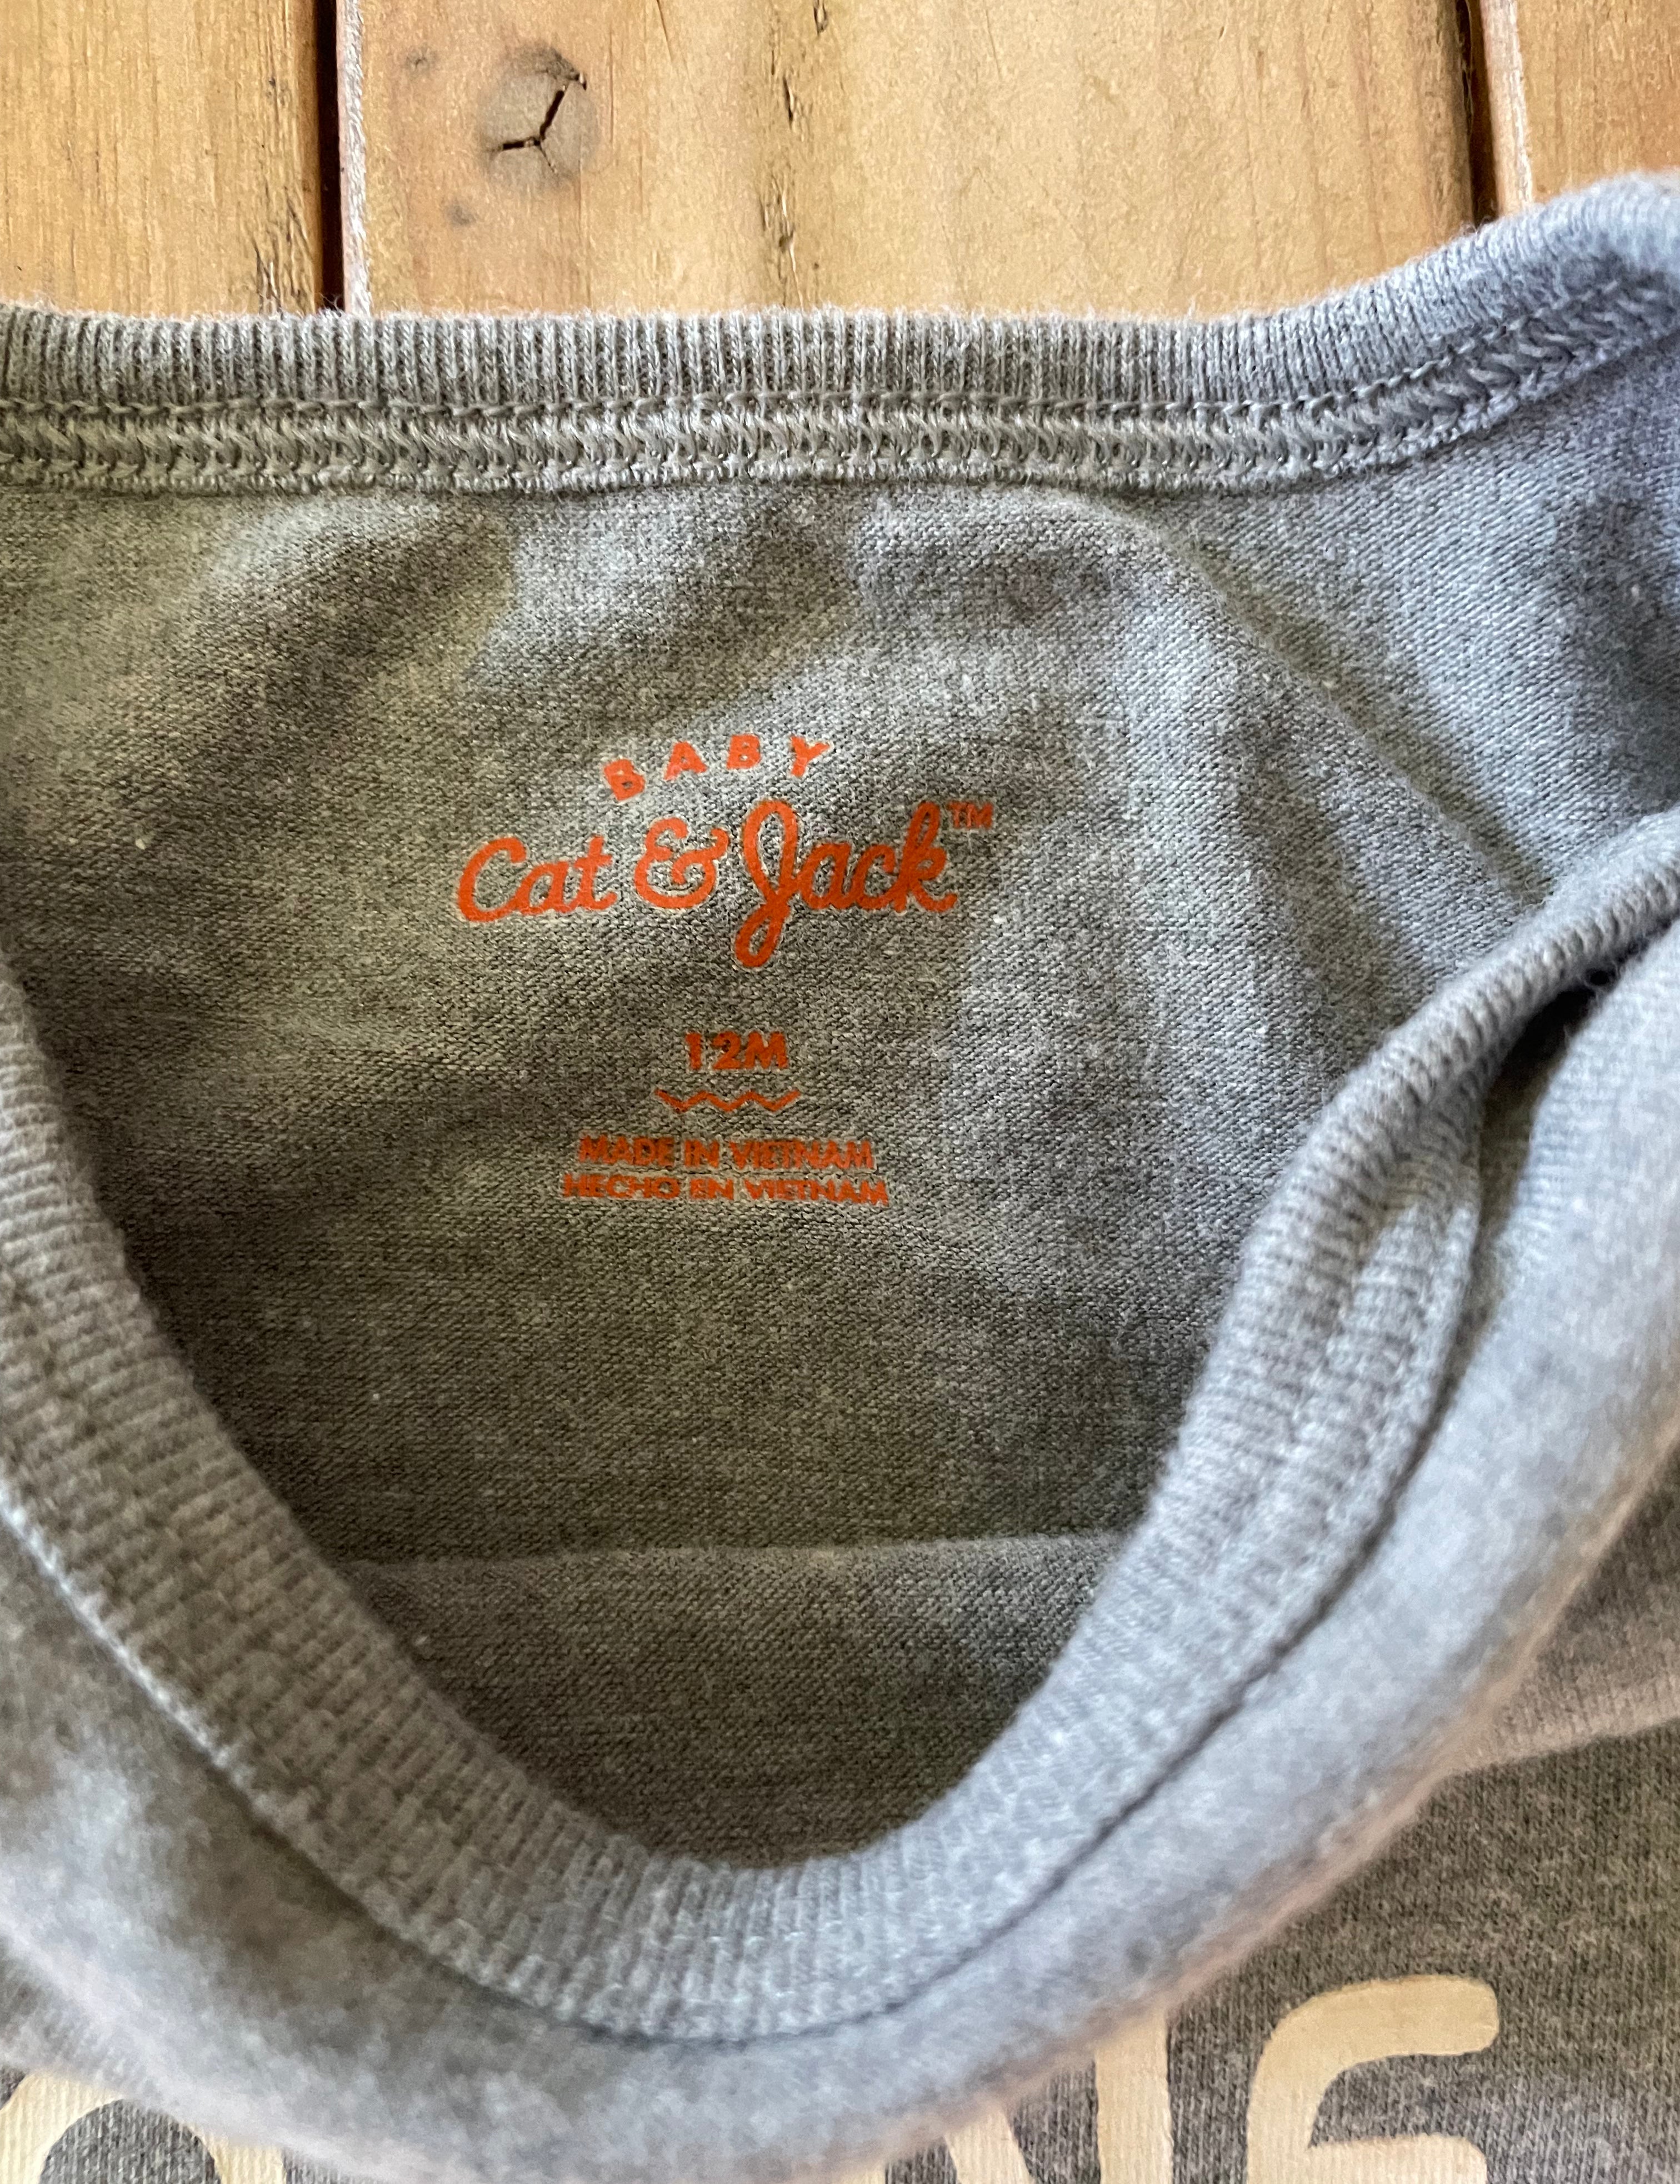 BABY
Cat & Jack™
12M
MADE IN VIETNAM
HECHO EN VIETNAM